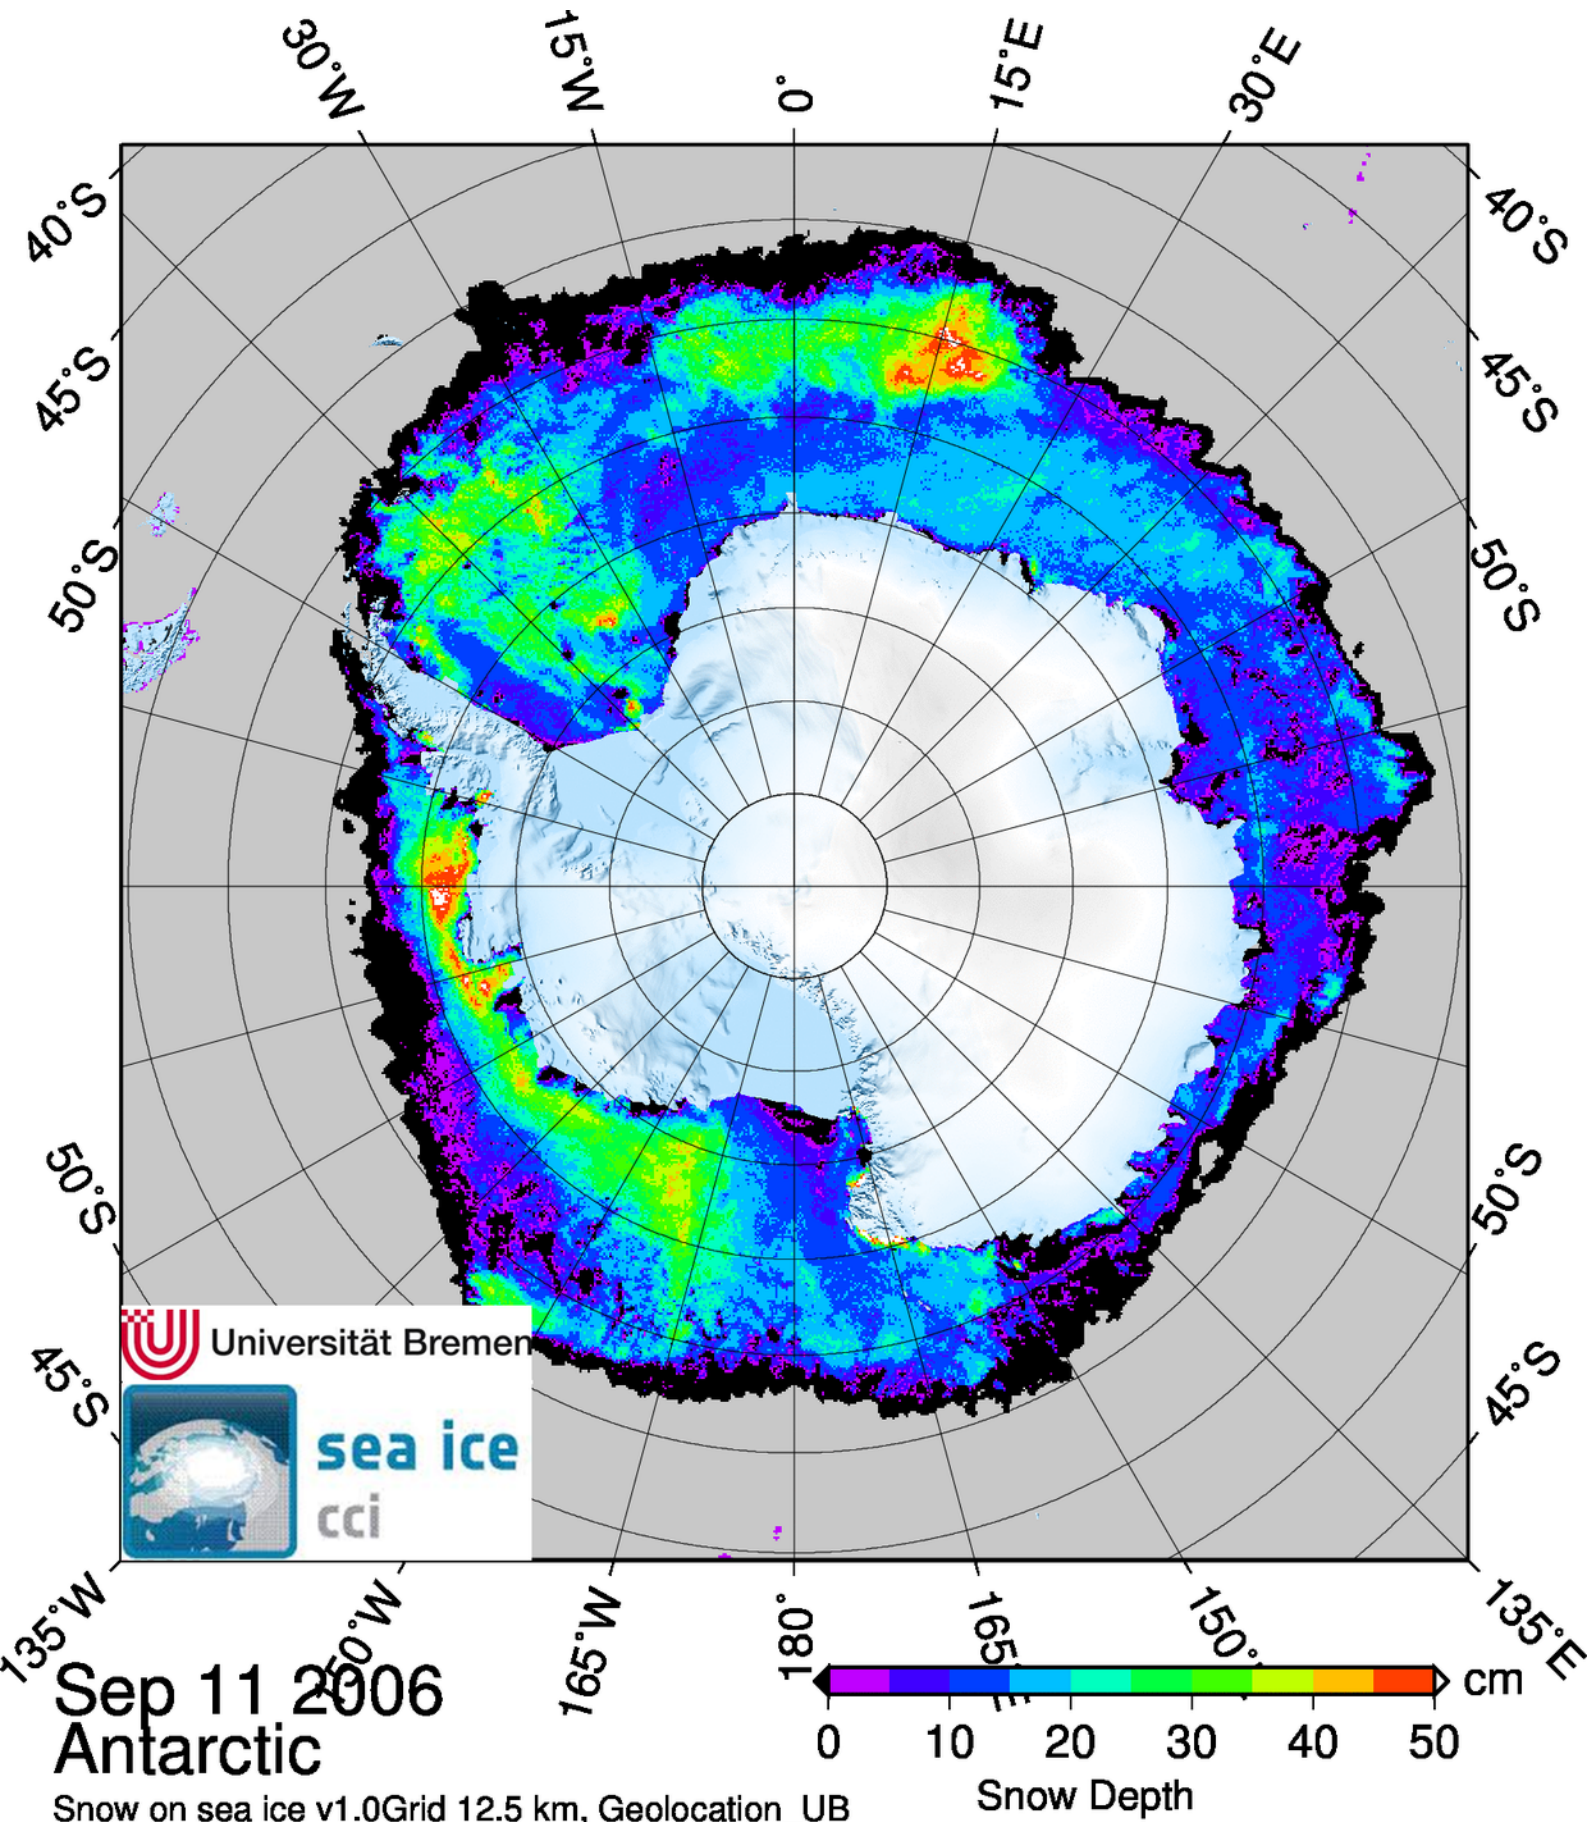 30°W 15°W 0° 15°E 30°E
40°S 40°S
45°S 45°S
50°S 50°S
50°S 50°S
45°S 45°S
Universität Bremen
sea ice
cci
135°W 165°W 180° 135°E
Sep 11 2006
Antarctic
Snow on sea ice v1.0Grid 12.5 km, Geolocation UB
cm
0 10 20 30 40 50
Snow Depth